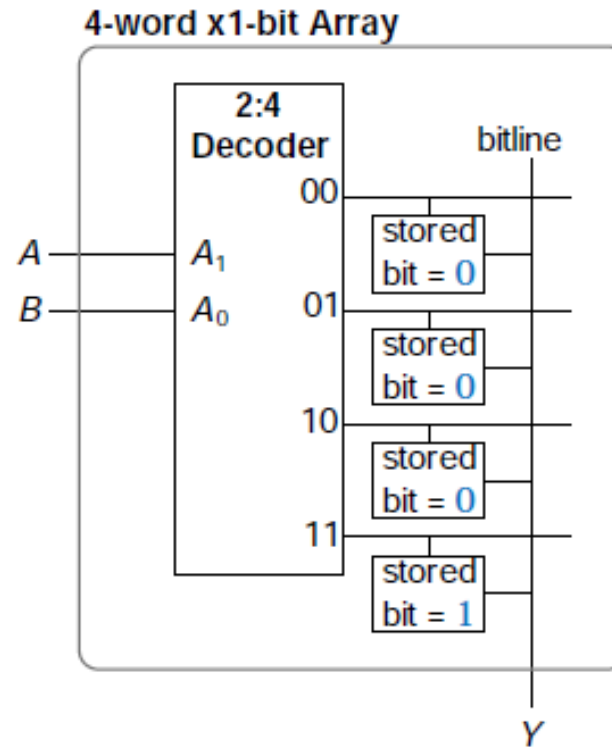 4-word x1-bit Array
2:4
Decoder
bitline
00
stored
bit = 0
A
A1
B
A0
01
stored
bit = 0
10
stored
bit = 0
11
stored
bit = 1
Y